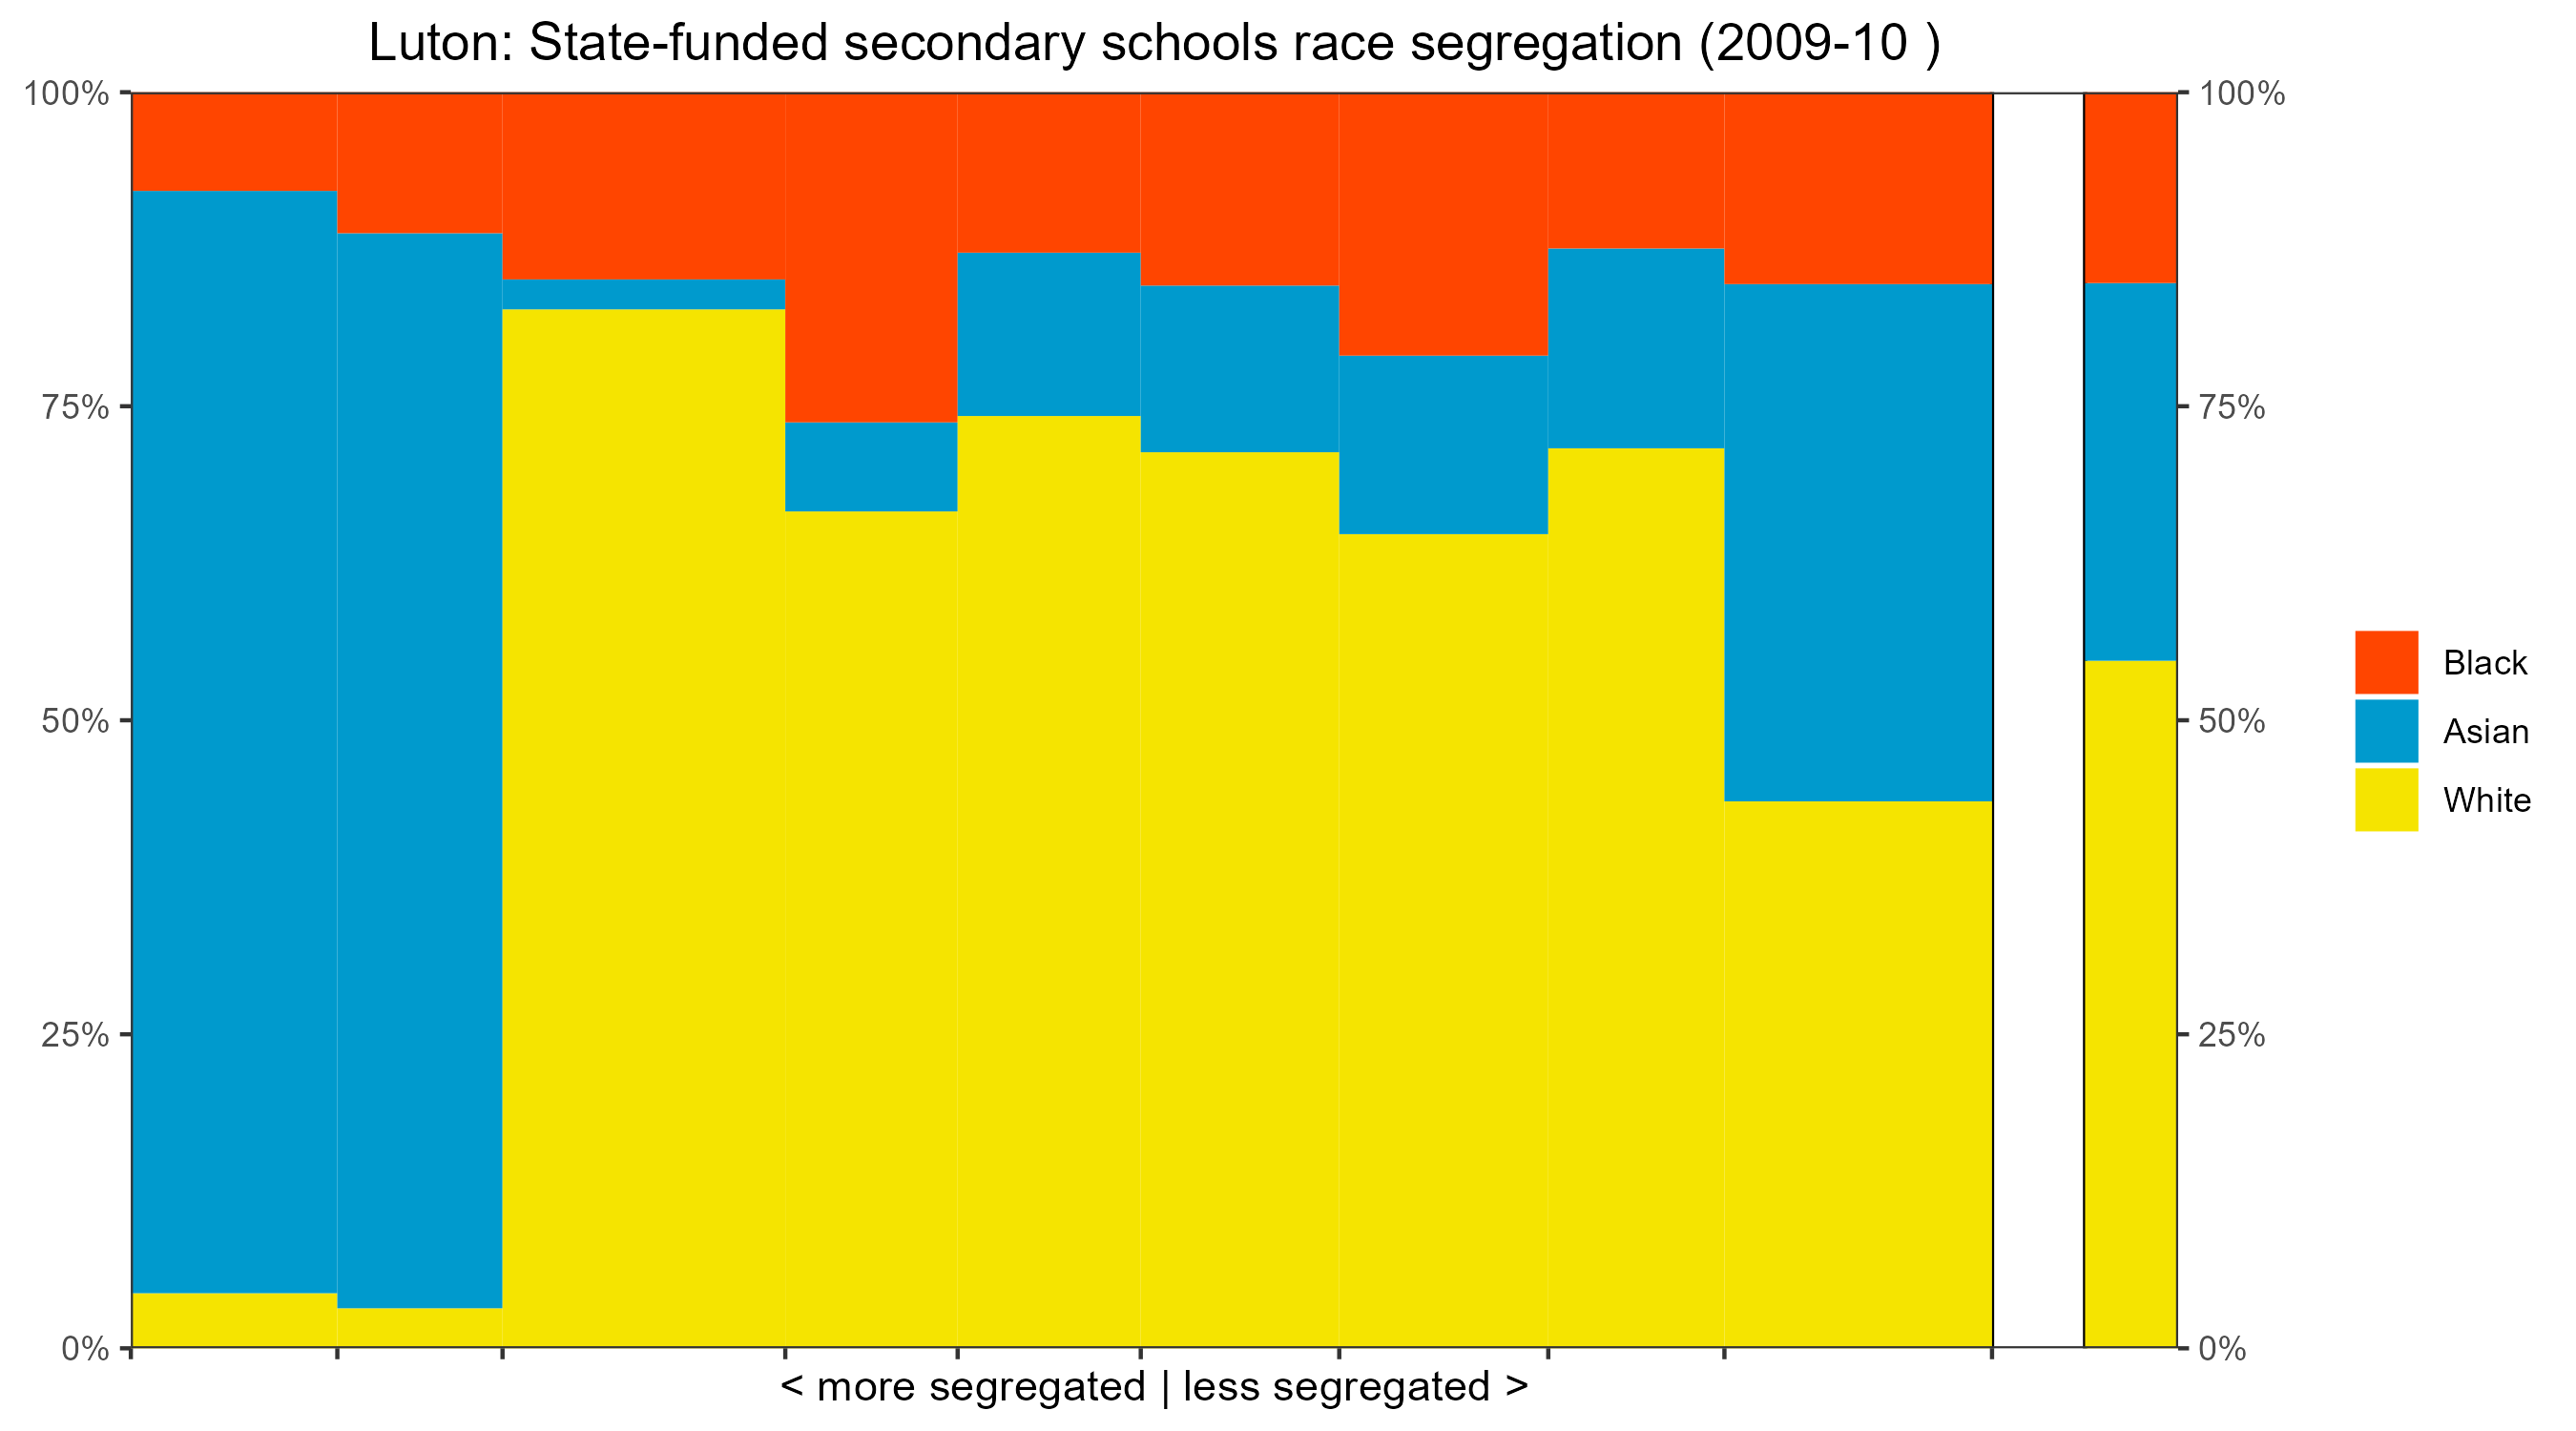 Luton: State-funded secondary schools race segregation (2009-10 )
100%
75%
50%
25%
0%
100%
75%
50%
25%
0%
Black
Asian
White
< more segregated | less segregated >